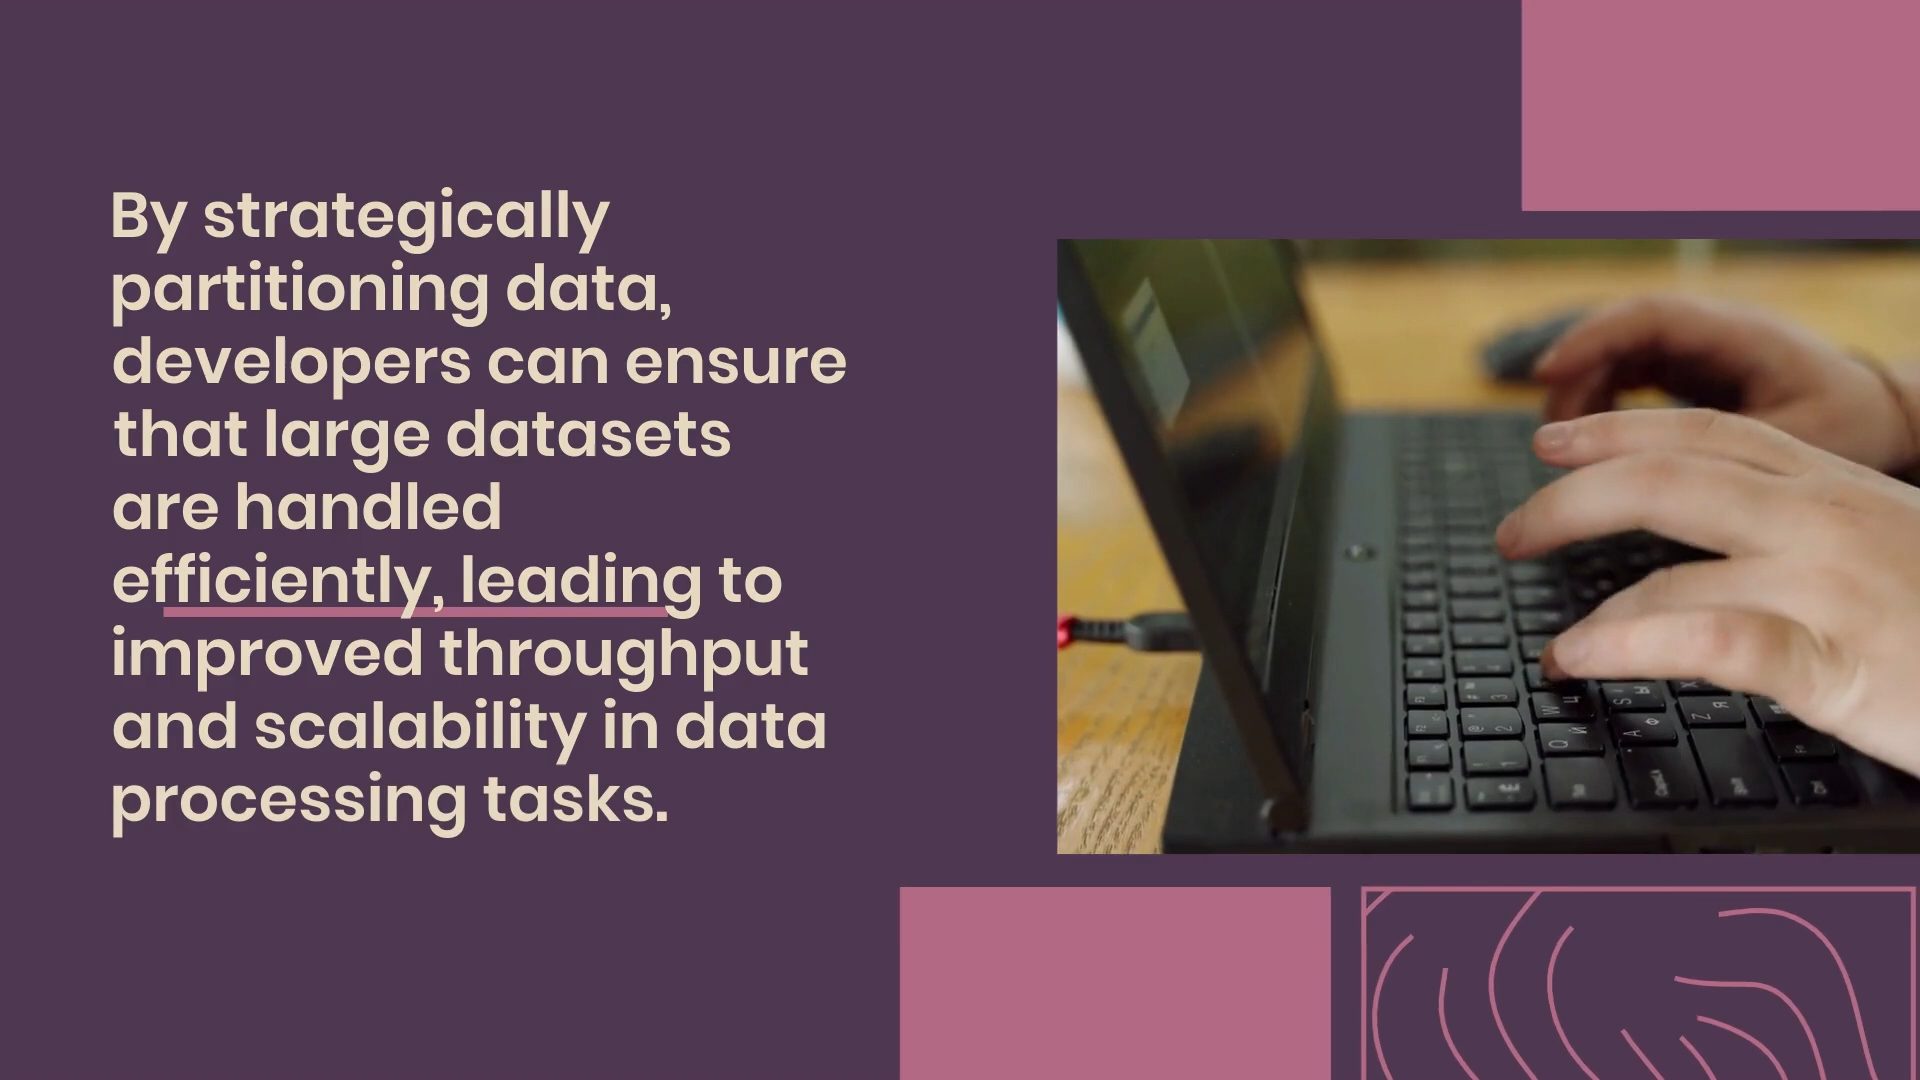 By strategically
partitioning data,
developers can ensure
that large datasets
are handled
efficiently, leading to
improved throughput
and scalability in data
processing tasks.